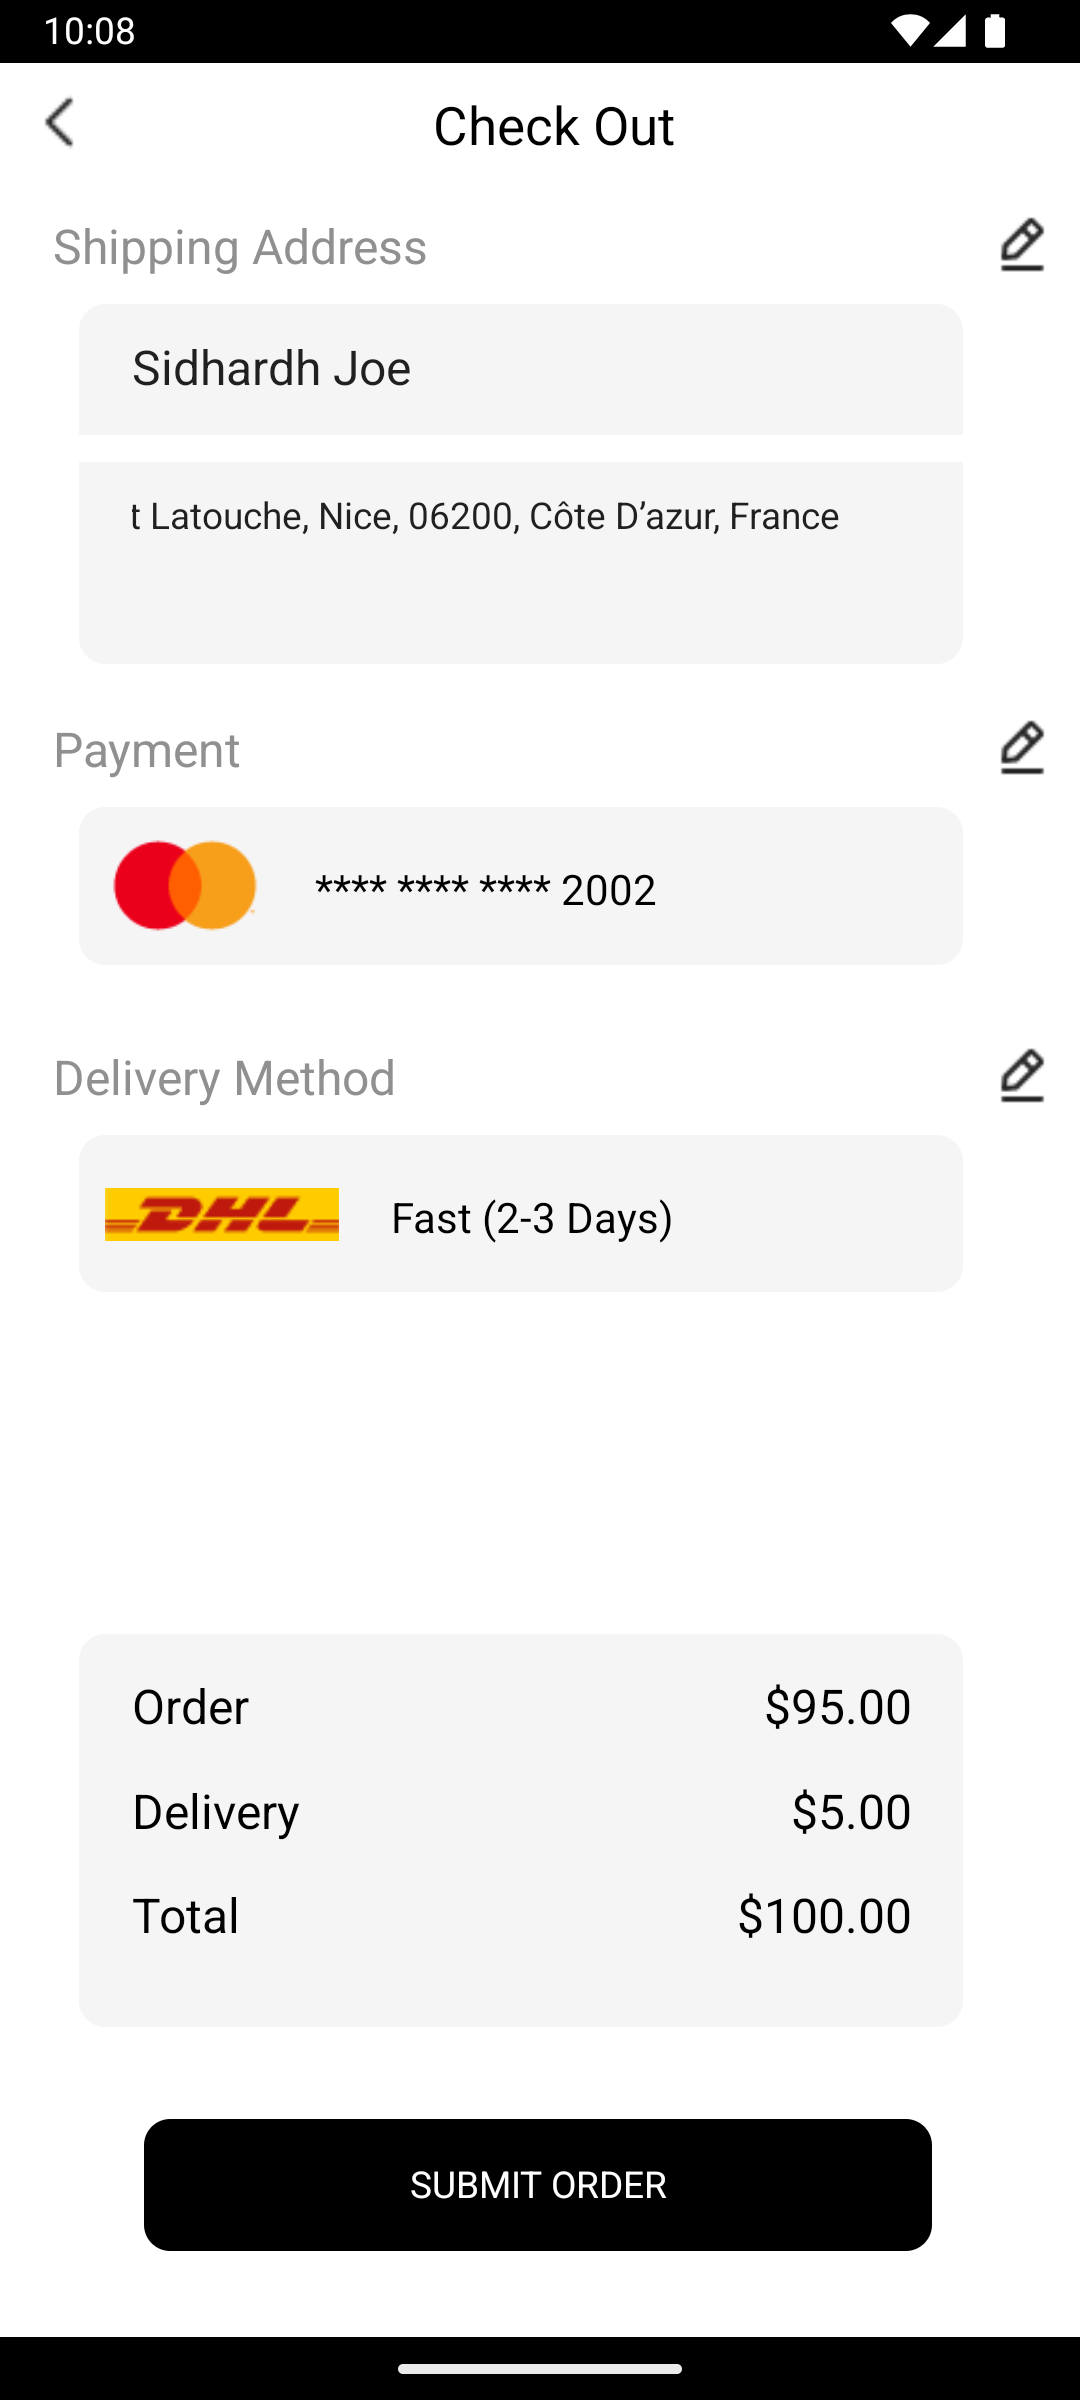 10:08
Check Out
Shipping Address
Sidhardh Joe
t Latouche, Nice, 06200, Côte D’azur, France
Payment
**** **** **** 2002
Delivery Method
DHL Fast (2-3 Days)
Order $95.00
Delivery $5.00
Total $100.00
SUBMIT ORDER